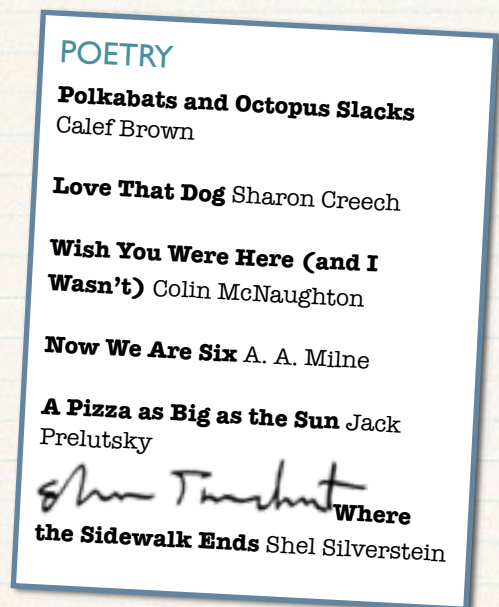 POETRY
Polkabats and Octopus Slacks
Calef Brown
Love That Dog Sharon Creech
Wish You Were Here (and I
Wasn't) Colin McNaughton
Now We Are Six A. A. Milne
A Pizza as Big as the Sun Jack
Prelutsky
Where
the Sidewalk Ends Shel Silverstein